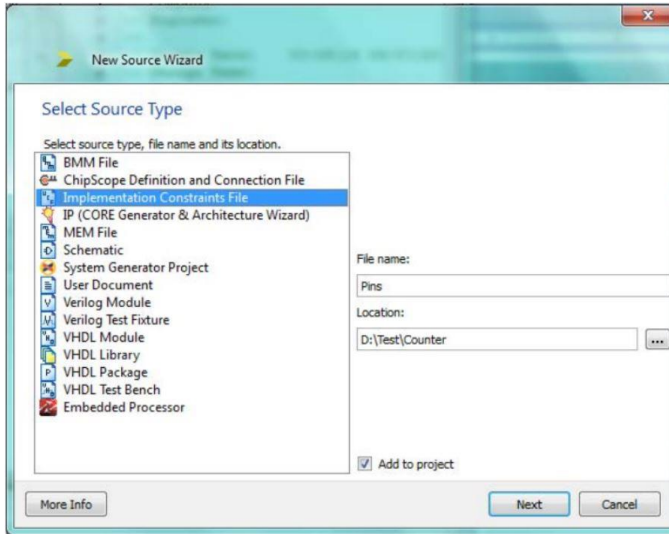 New Source Wizard
Select Source Type
Select source type, file name and its location.
BMM File
ChipScope Definition and Connection File
Implementation Constraints File
IP (CORE Generator & Architecture Wizard)
MEM File
Schematic
System Generator Project
User Document
Verilog Module
Verilog Test Fixture
VHDL Module
VHDL Library
VHDL Package
VHDL Test Bench
Embedded Processor
File name:
Pins
Location:
D:\Test\Counter
...
Add to project
More Info
Next
Cancel